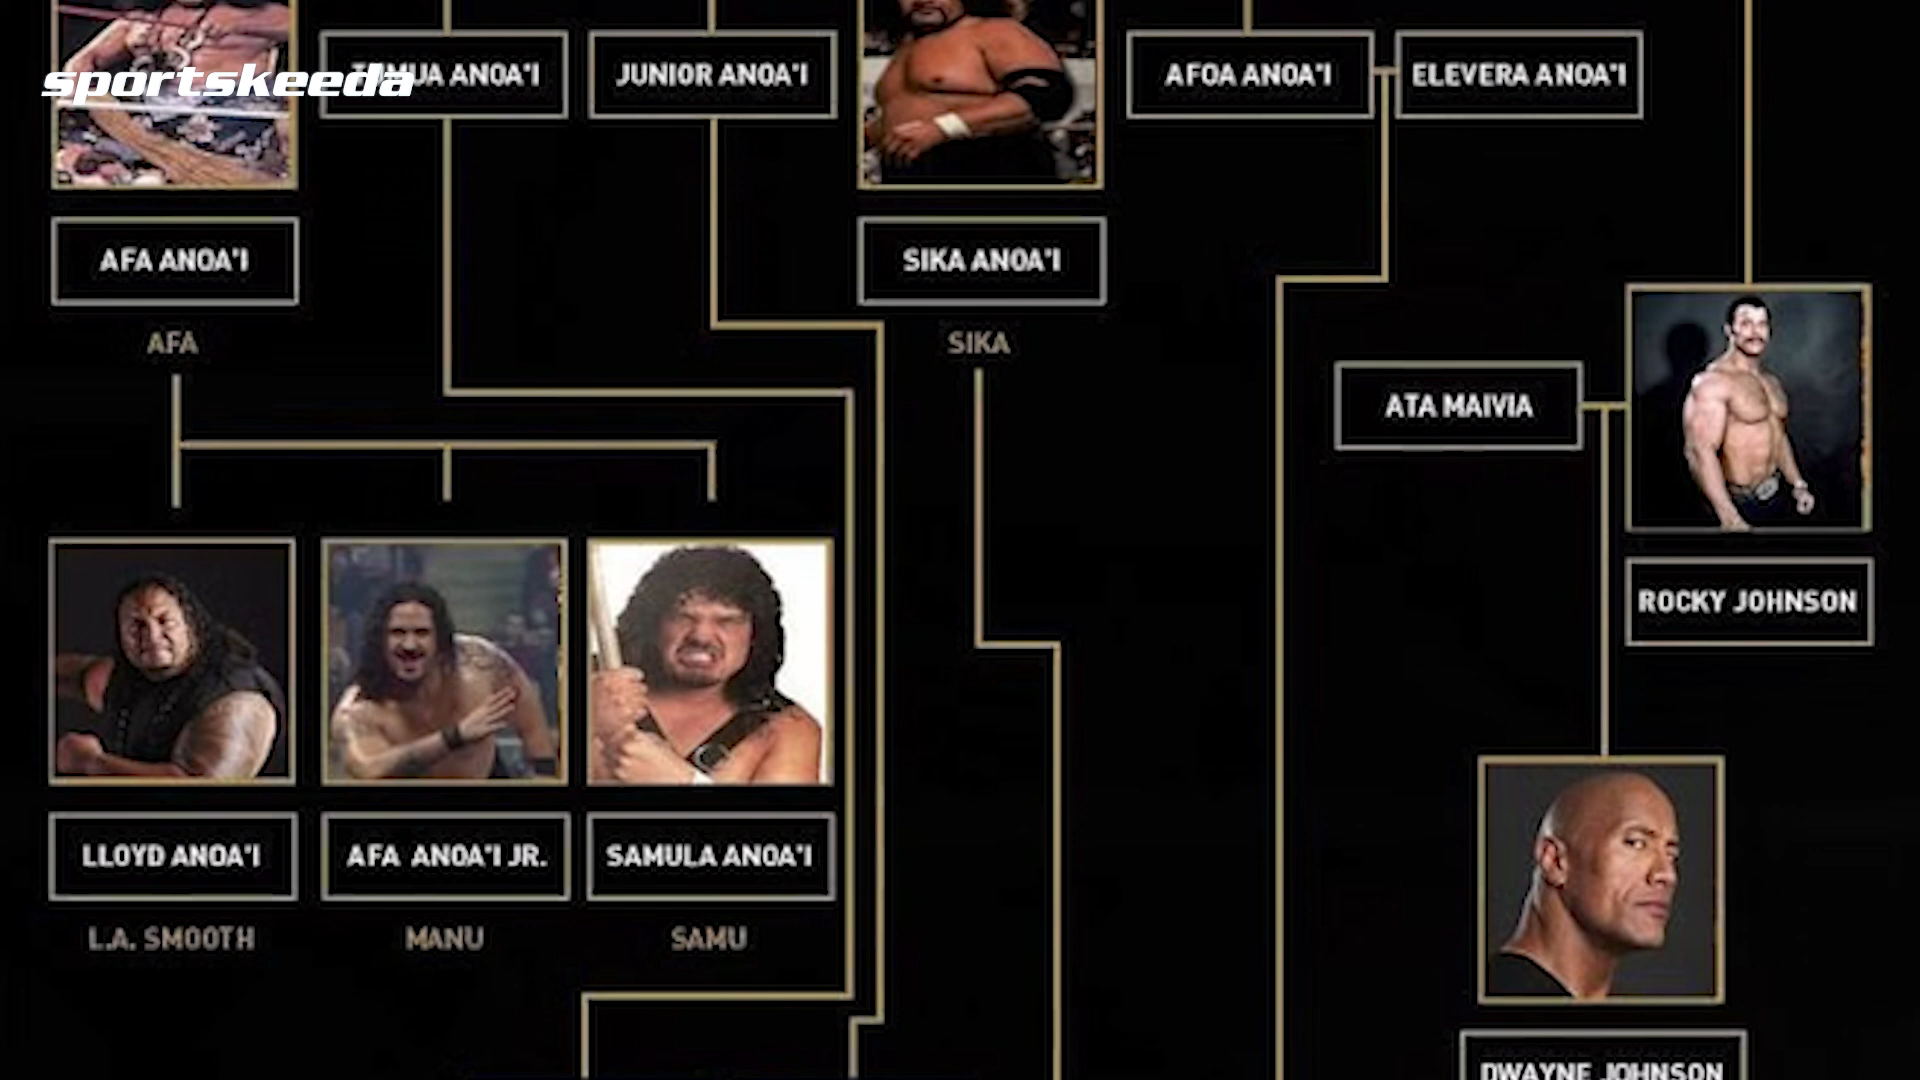 sportskeeda
TUMUA ANOA'I
JUNIOR ANOA'I
AFOA ANOA'I
ELEVERA ANOA'I
AFA ANOA'I
SIKA ANOA'I
AFA
SIKA
ATA MAIVIA
ROCKY JOHNSON
LLOYD ANOA'I
AFA ANOA'I JR.
SAMULA ANOA'I
L.A. SMOOTH
MANU
SAMU
DWAYNE JOHNSON